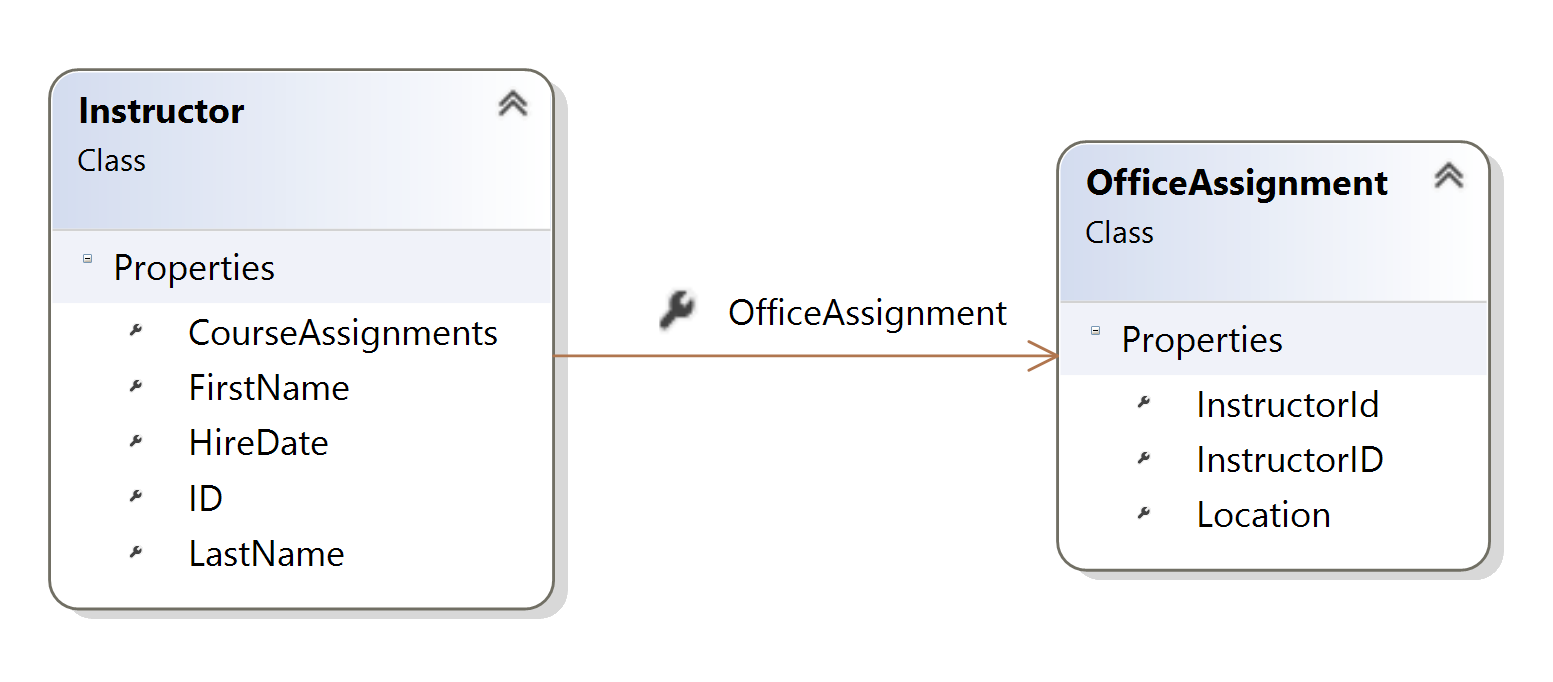 Instructor
Class
Properties
CourseAssignments
FirstName
HireDate
ID
LastName
OfficeAssignment
OfficeAssignment
Class
Properties
InstructorId
InstructorID
Location